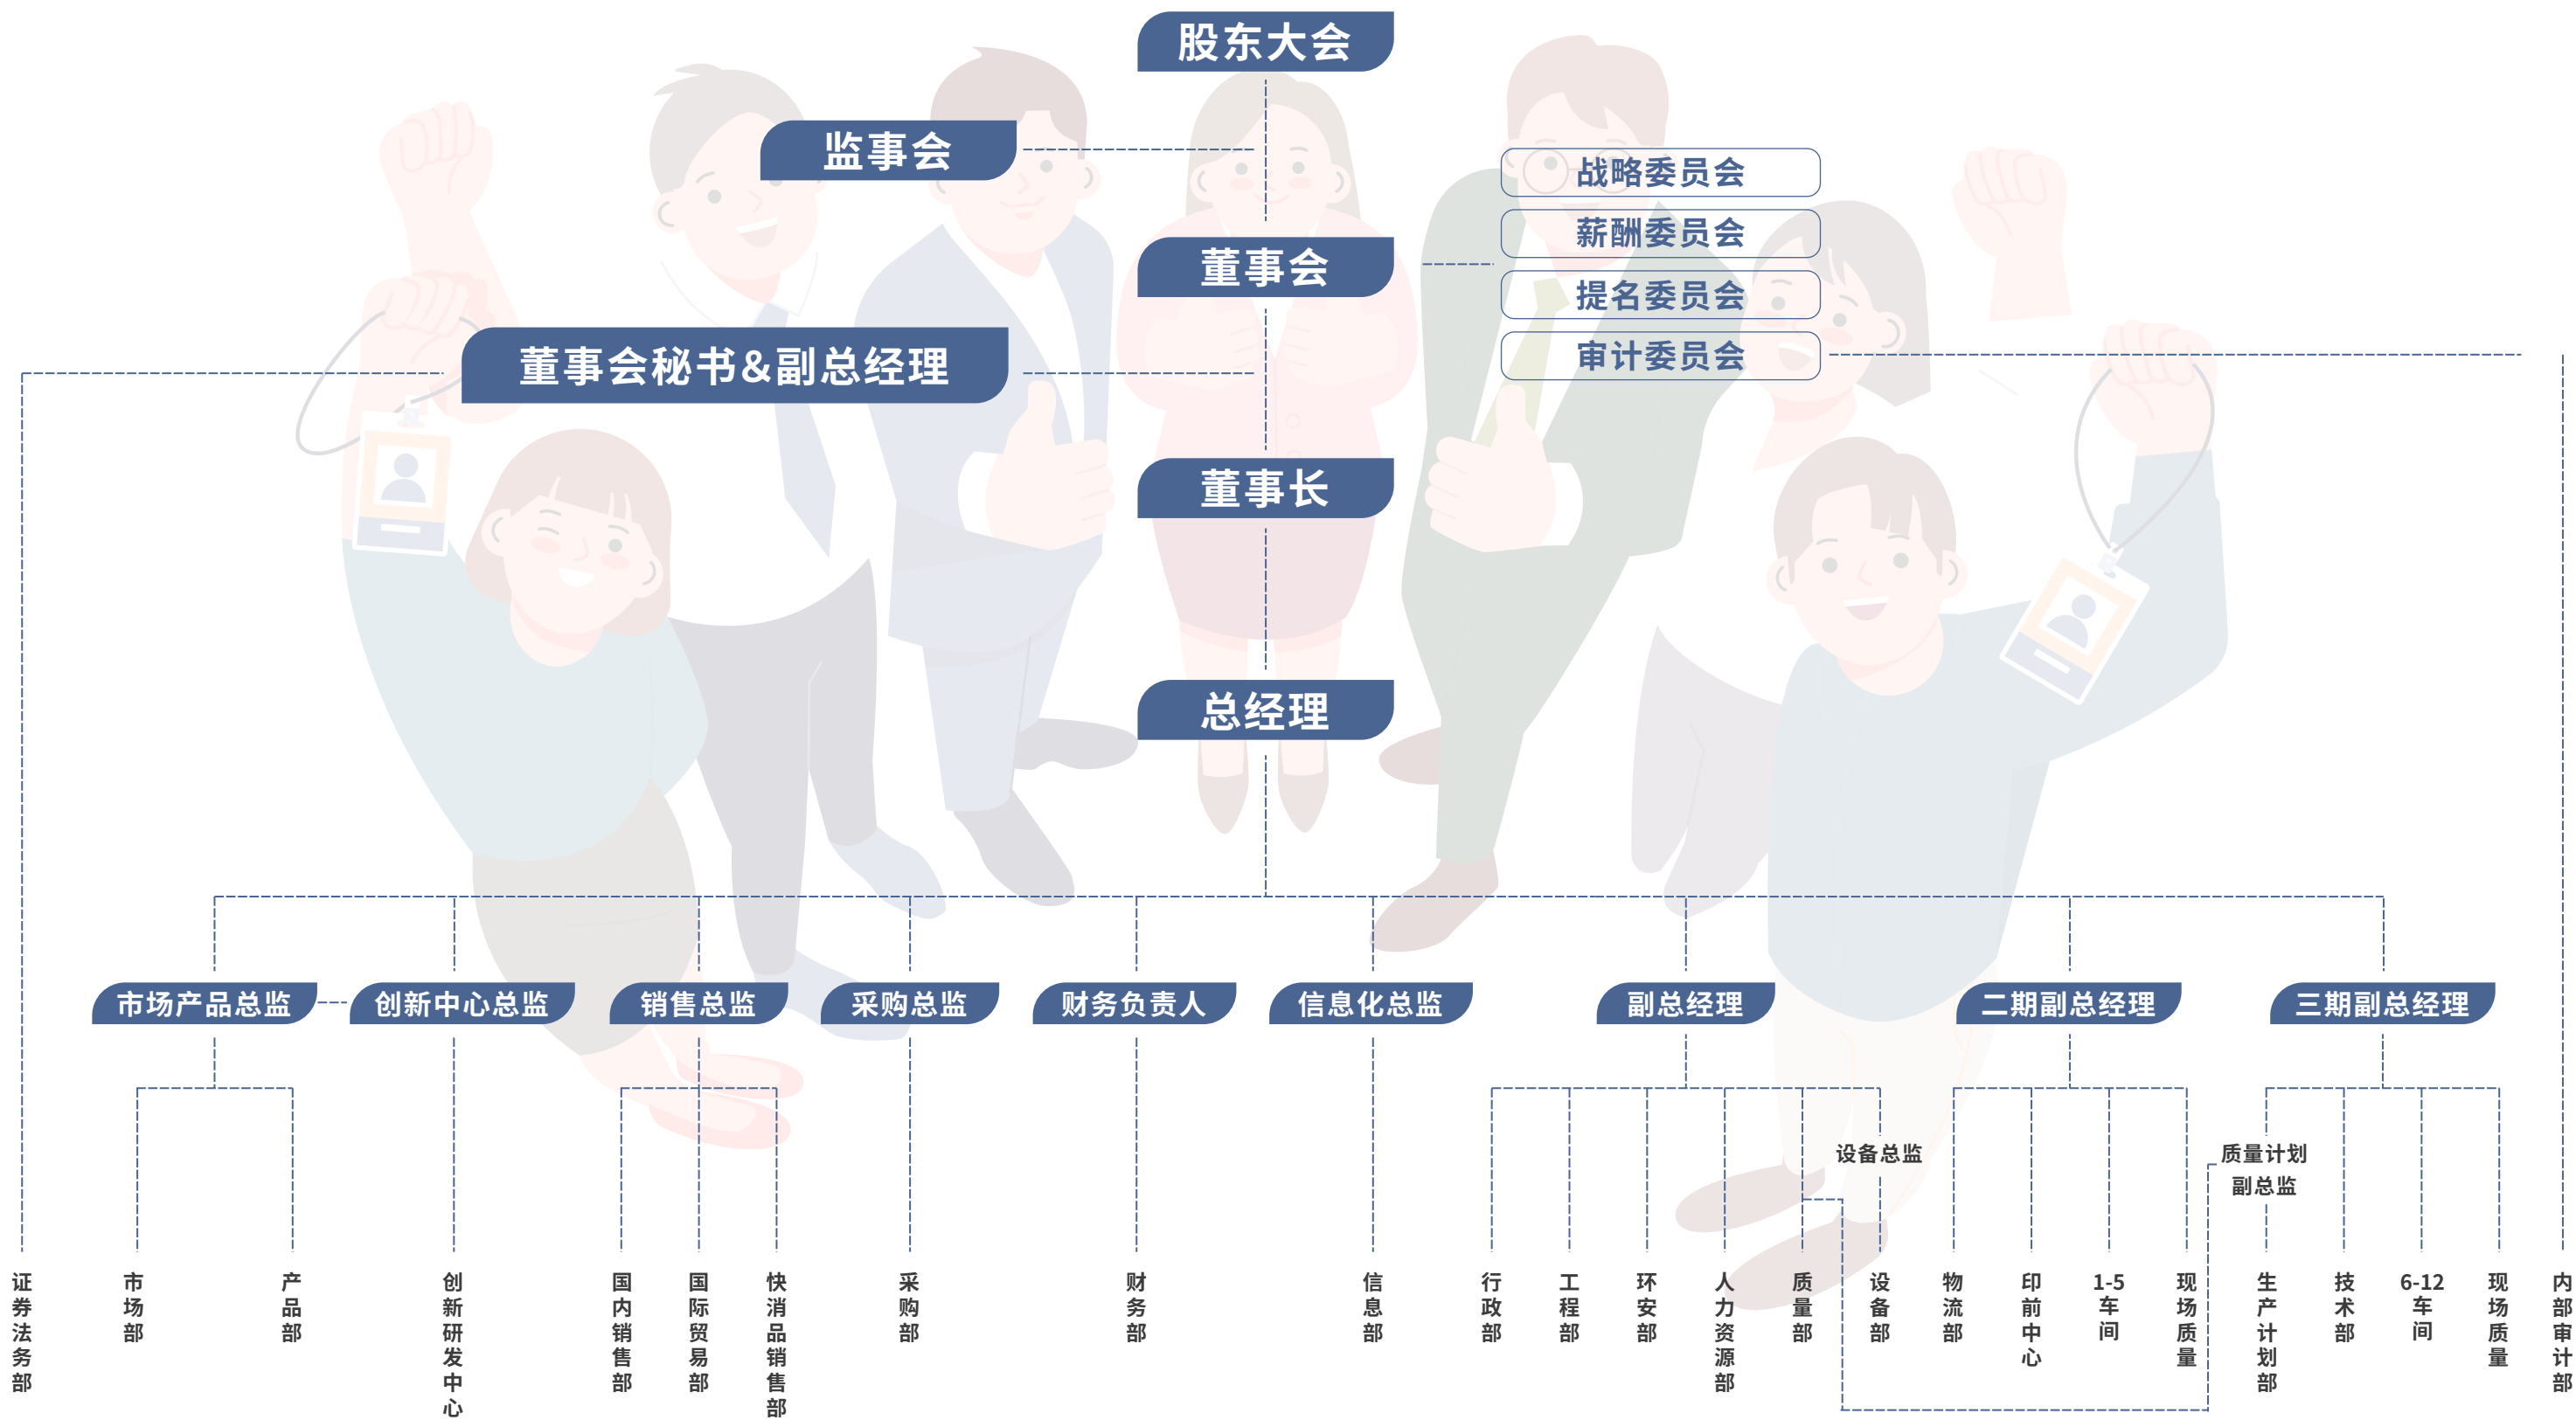 股东大会
监事会
战略委员会
薪酬委员会
董事会
提名委员会
审计委员会
董事会秘书&副总经理
董事长
总经理
市场产品总监
创新中心总监
销售总监
采购总监
财务负责人
信息化总监
副总经理
二期副总经理
三期副总经理
设备总监
质量计划
副总监
证券法务部
市场部
产品部
创新研发中心
国内销售部
国际贸易部
快消品销售部
采购部
财务部
信息部
行政部
工程部
环安部
人力资源部
质量部
设备部
物流部
印前中心
1-5车间
现场质量
生产计划部
技术部
6-12车间
现场质量
内部审计部